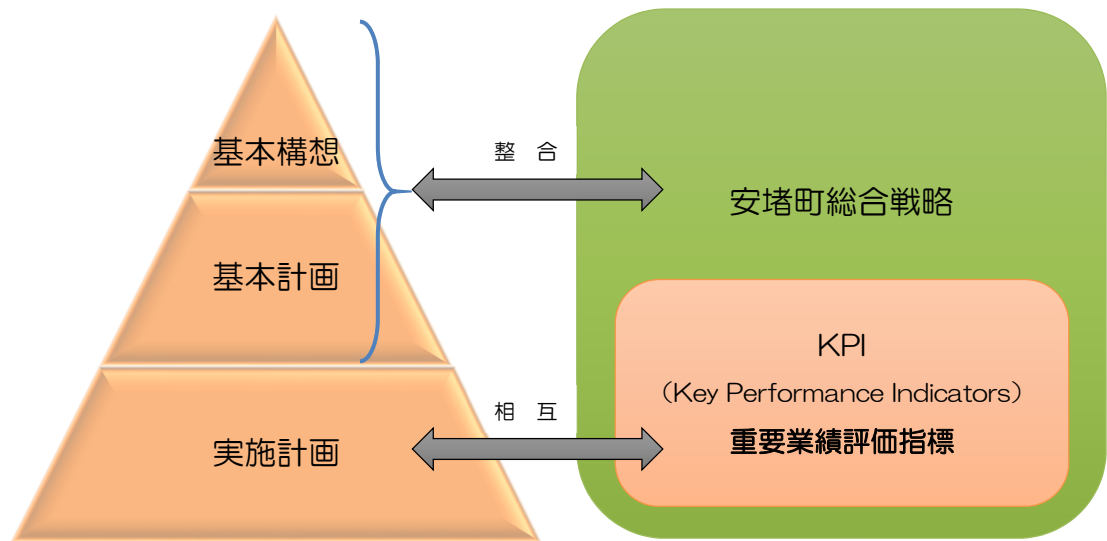 基本構想
基本計画
実施計画
整　合
相　互
安堵町総合戦略
KPI
（Key Performance Indicators）
重要業績評価指標